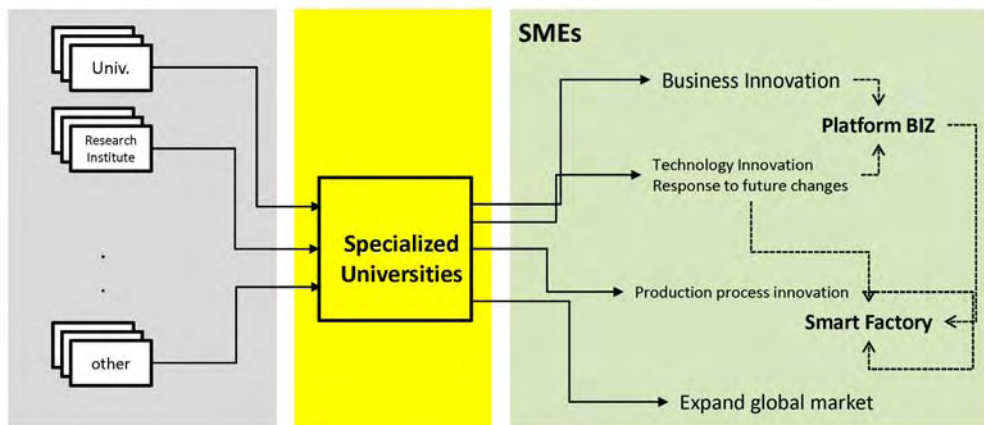 SMEs
Univ.
Research
Institute
.
.
other
Specialized
Universities
Business Innovation
Platform BIZ
Technology Innovation
Response to future changes
Production process innovation
Smart Factory
Expand global market